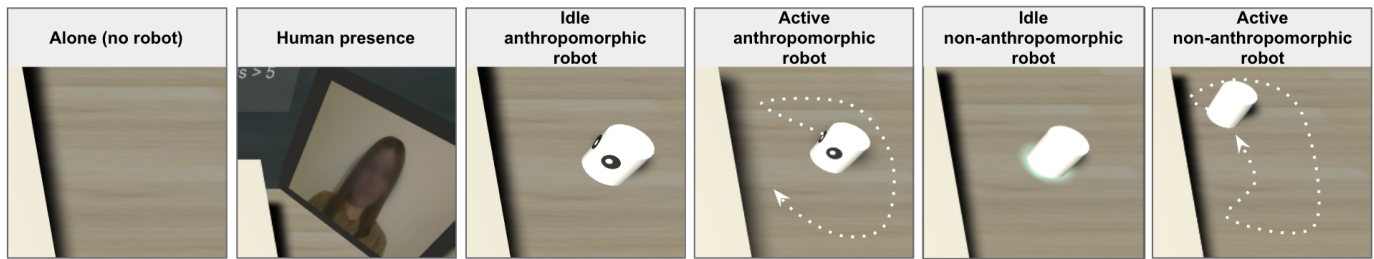 Alone (no robot)
Human presence
Idle
anthropomorphic
robot
Active
anthropomorphic
robot
Idle
non-anthropomorphic
robot
Active
non-anthropomorphic
robot
s > 5